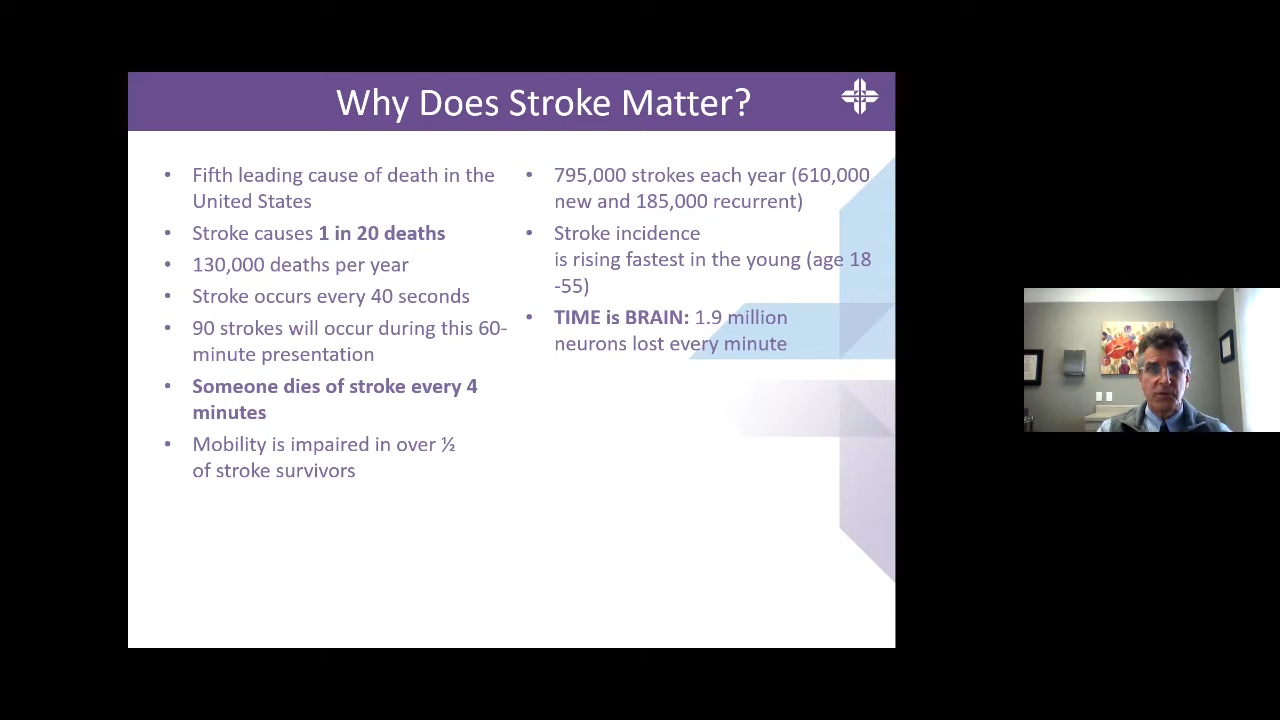 Why Does Stroke Matter?
• Fifth leading cause of death in the
United States
• Stroke causes 1 in 20 deaths
• 130,000 deaths per year
• Stroke occurs every 40 seconds
• 90 strokes will occur during this 60-
minute presentation
• Someone dies of stroke every 4
minutes
• Mobility is impaired in over ½
of stroke survivors
• 795,000 strokes each year (610,000
new and 185,000 recurrent)
• Stroke incidence
is rising fastest in the young (age 18
-55)
• TIME is BRAIN: 1.9 million
neurons lost every minute